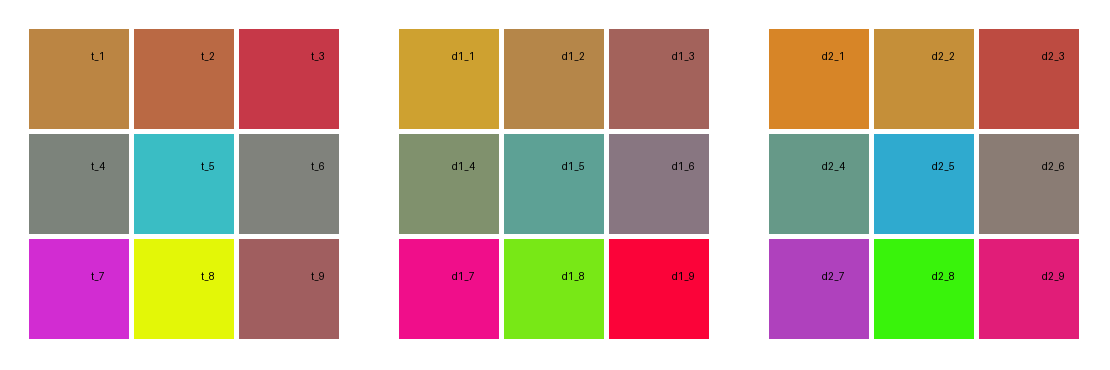 t_1 t_2 t_3 d1_1 d1_2 d1_3 d2_1 d2_2 d2_3
t_4 t_5 t_6 d1_4 d1_5 d1_6 d2_4 d2_5 d2_6
t_7 t_8 t_9 d1_7 d1_8 d1_9 d2_7 d2_8 d2_9